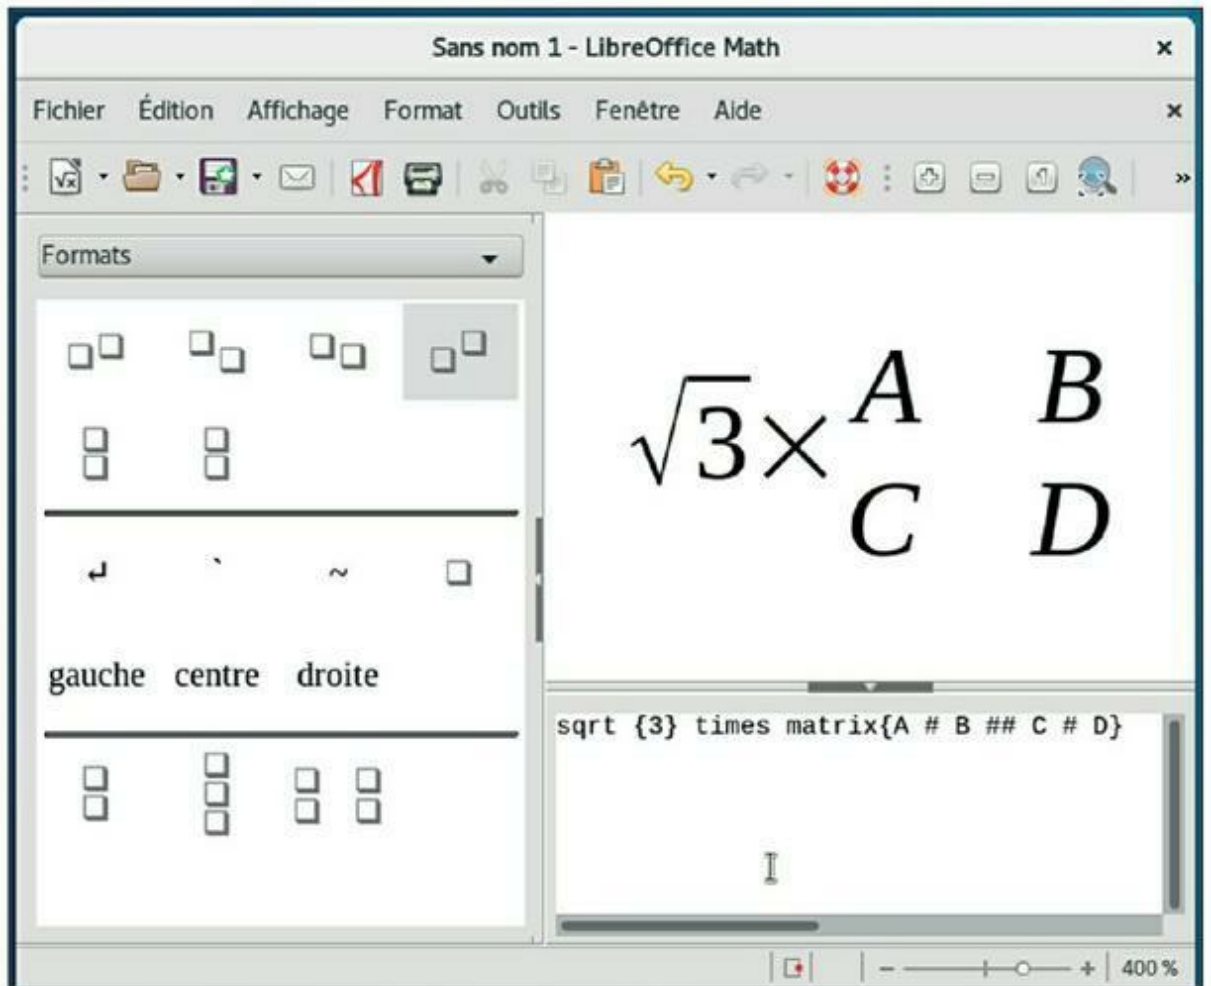 Sans nom 1 - LibreOffice Math
Fichier Édition Affichage Format Outils Fenêtre Aide
Formats
gauche centre droite
√3×
A B
C D
sqrt {3} times matrix{A # B ## C # D}
400 %